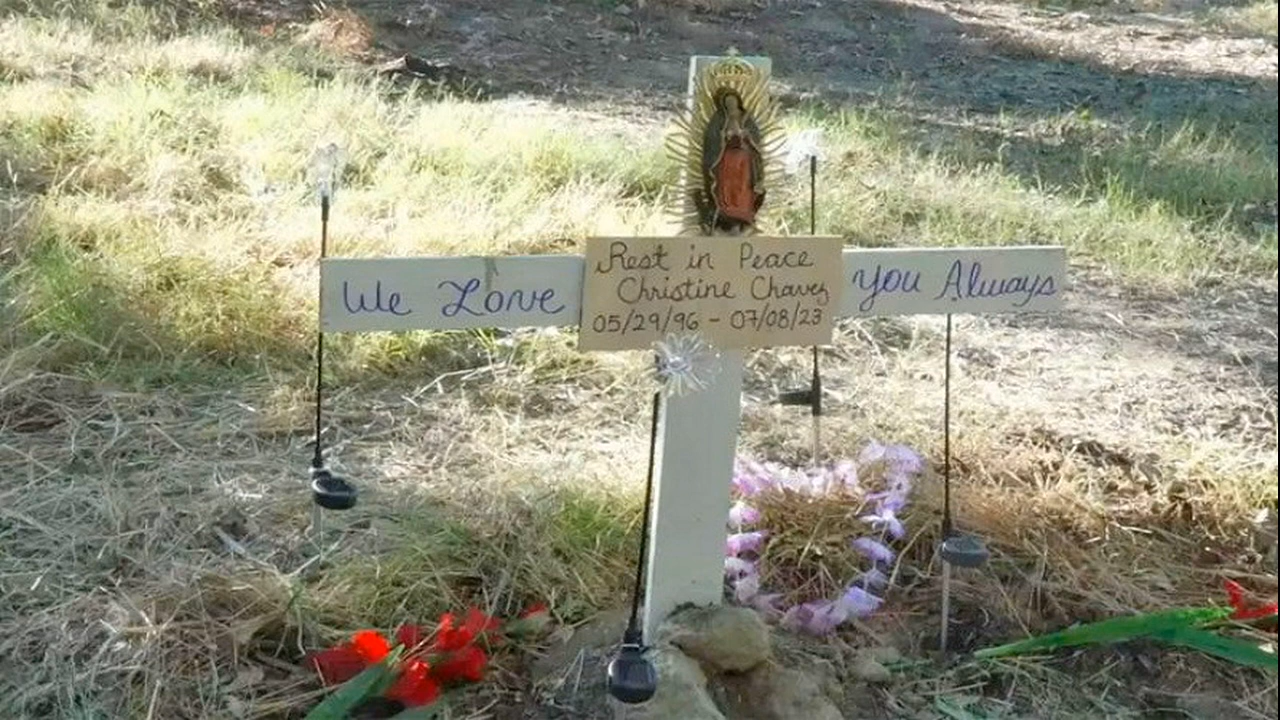 We Love
Rest in Peace
Christine Chavez
05/29/96 - 07/08/23
you Always